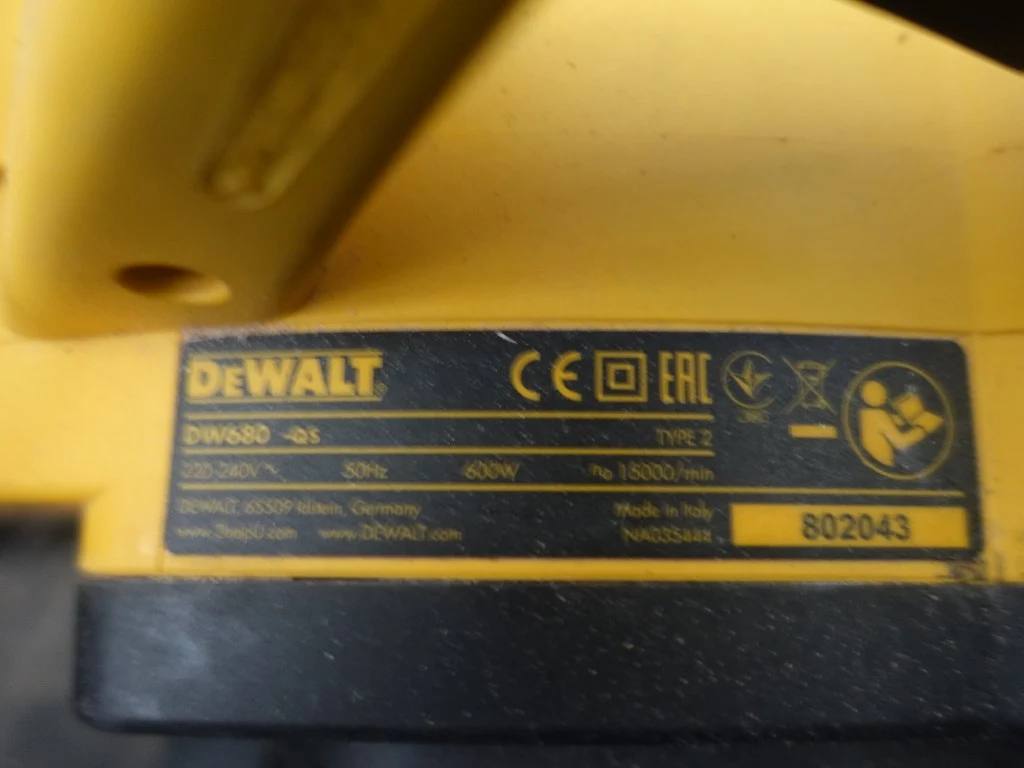 DEWALT® CE EAC
DW680 -QS TYPE 2
220-240V ~ 50Hz 600W n₀ 15000/min
DEWALT, 65509 Idstein, Germany Made in Italy
www.2helpU.com www.DEWALT.com
802043